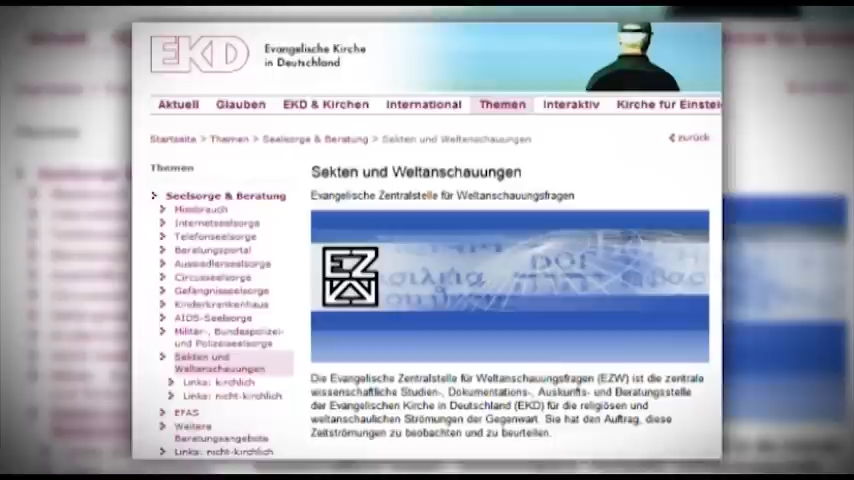 EKD
Evangelische Kirche
in Deutschland
Aktuell Glauben EKD & Kirchen International Themen Interaktiv Kirche für Einstei
Startseite > Themen > Seelsorge & Beratung > Sekten und Weltanschauungen
zurück
Themen
Seelsorge & Beratung
Missbrauch
Internetseelsorge
Telefonseelsorge
Beratungsportal
Aussiedlerseelsorge
Circusseelsorge
Gefängnisseelsorge
Kinderkrankenhaus
AIDS-Seelsorge
Militär-, Bundespolizei-
und Polizeiseelsorge
Sekten und
Weltanschauungen
Links: kirchlich
Links: nicht-kirchlich
EFAS
Weitere
Beratungsangebote
Links: nicht-kirchlich
Sekten und Weltanschauungen
Evangelische Zentralstelle für Weltanschauungsfragen
EZW
Die Evangelische Zentralstelle für Weltanschauungsfragen (EZW) ist die zentrale
wissenschaftliche Studien-, Dokumentations-, Auskunfts- und Beratungsstelle
der Evangelischen Kirche in Deutschland (EKD) für die religiösen und
weltanschaulichen Strömungen der Gegenwart. Sie hat den Auftrag, diese
Zeitströmungen zu beobachten und zu beurteilen.